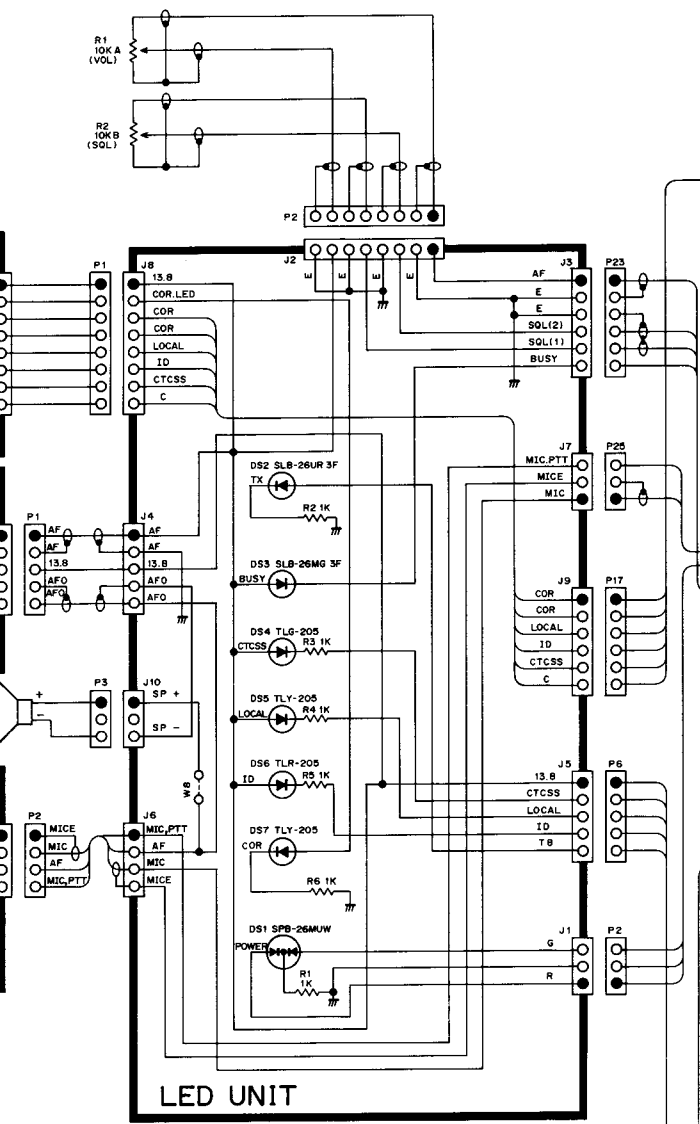 R1
10KA
(VOL)
R2
10KB
(SQL)
P2
J2
E E E E
P1
J8
13.8
COR.LED
COR
COR
LOCAL
ID
CTCSS
C
J3
P23
AF
E
E
SQL(2)
SQL(1)
BUSY
J7
P25
MIC.PTT
MICE
MIC
DS2 SLB-26UR 3F
TX
R2 1K
P1
J4
AF
AF
13.8
AFO
AFO
AF
AF
13.8
AFO
AFO
DS3 SLB-26MG 3F
BUSY
J9
P17
COR
COR
LOCAL
ID
CTCSS
C
DS4 TLG-205
CTCSS
R3 1K
P3
J10
+
-
SP +
SP -
DS5 TLY-205
LOCAL
R4 1K
W8
DS6 TLR-205
ID
R5 1K
J5
P6
13.8
CTCSS
LOCAL
ID
T8
P2
J6
MICE
MIC
AF
MIC,PTT
MIC,PTT
AF
MIC
MICE
DS7 TLY-205
COR
R6 1K
DS1 SPB-26MUW
POWER
R1
1K
J1
P2
G
R
LED UNIT